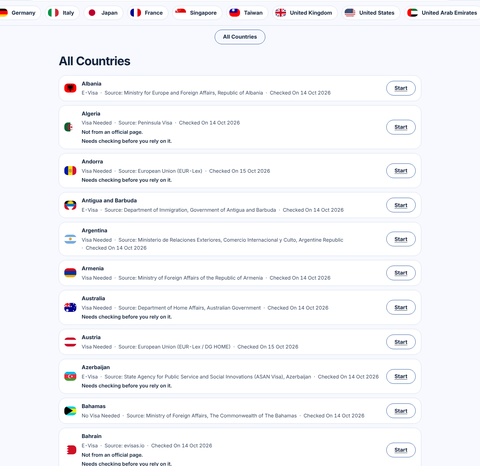 Germany Italy Japan France Singapore Taiwan United Kingdom United States United Arab Emirates
All Countries
All Countries
Albania
E-Visa · Source: Ministry for Europe and Foreign Affairs, Republic of Albania · Checked On 14 Oct 2026
Start
Algeria
Visa Needed · Source: Peninsula Visa · Checked On 14 Oct 2026
Not from an official page.
Needs checking before you rely on it.
Start
Andorra
Visa Needed · Source: European Union (EUR-Lex) · Checked On 15 Oct 2026
Needs checking before you rely on it.
Start
Antigua and Barbuda
E-Visa · Source: Department of Immigration, Government of Antigua and Barbuda · Checked On 14 Oct 2026
Start
Argentina
Visa Needed · Source: Ministerio de Relaciones Exteriores, Comercio Internacional y Culto, Argentine Republic
· Checked On 14 Oct 2026
Start
Armenia
Visa Needed · Source: Ministry of Foreign Affairs of the Republic of Armenia · Checked On 14 Oct 2026
Start
Australia
Visa Needed · Source: Department of Home Affairs, Australian Government · Checked On 14 Oct 2026
Needs checking before you rely on it.
Start
Austria
Visa Needed · Source: European Union (EUR-Lex / DG HOME) · Checked On 15 Oct 2026
Start
Azerbaijan
E-Visa · Source: State Agency for Public Service and Social Innovations (ASAN Visa), Azerbaijan · Checked On 14 Oct 2026
Needs checking before you rely on it.
Start
Bahamas
No Visa Needed · Source: Ministry of Foreign Affairs, The Commonwealth of The Bahamas · Checked On 14 Oct 2026
Start
Bahrain
E-Visa · Source: evisas.io · Checked On 14 Oct 2026
Not from an official page.
Needs checking before you rely on it.
Start